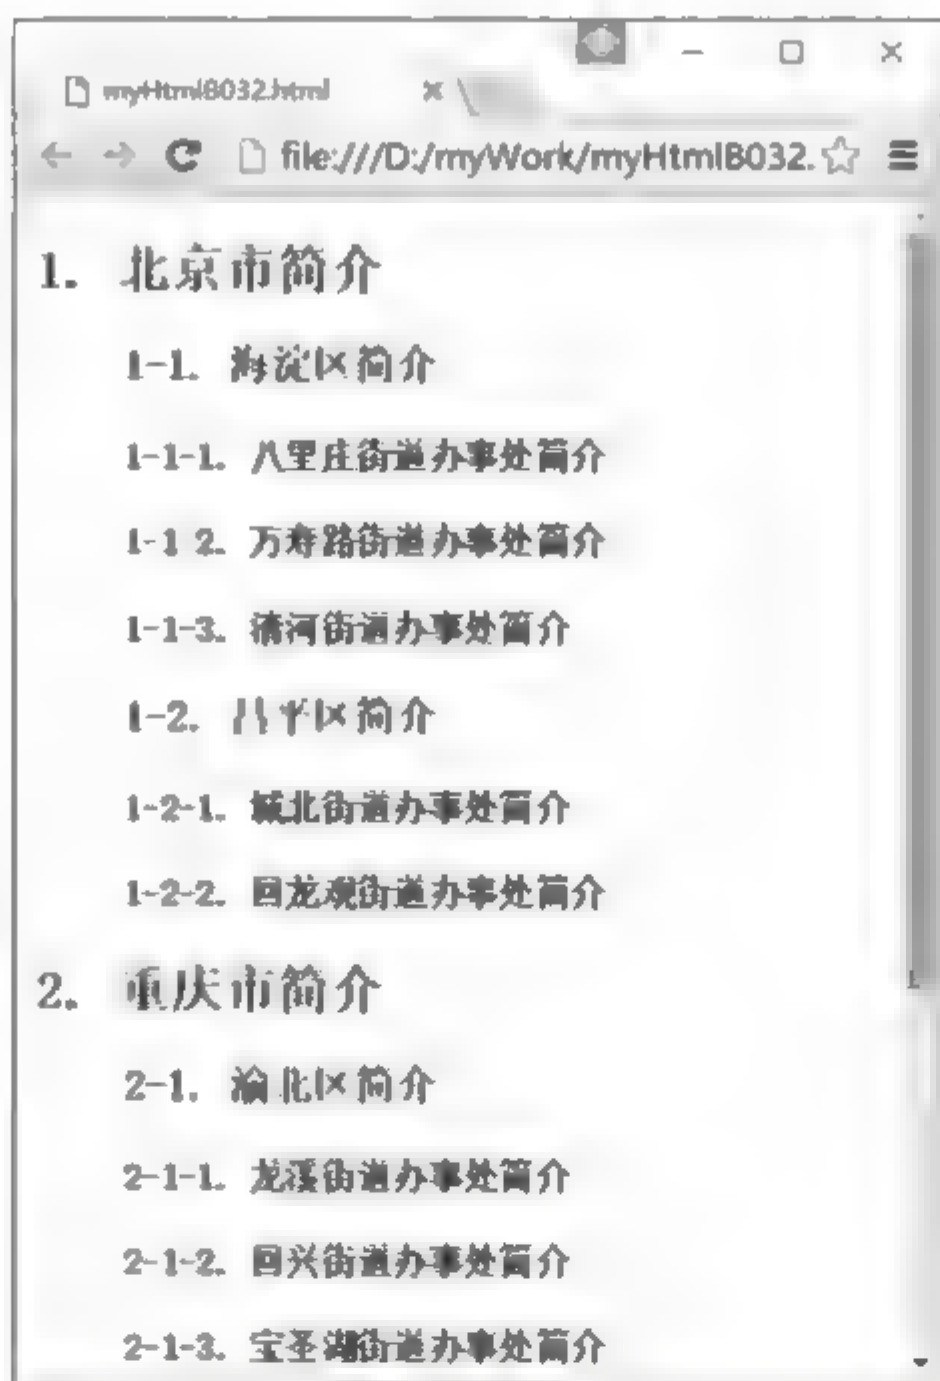 myHtmlB032.html
file:///D:/myWork/myHtmlB032.
1. 北京市简介
1-1. 海淀区简介
1-1-1. 八里庄街道办事处简介
1-1-2. 万寿路街道办事处简介
1-1-3. 清河街道办事处简介
1-2. 昌平区简介
1-2-1. 城北街道办事处简介
1-2-2. 回龙观街道办事处简介
2. 重庆市简介
2-1. 渝北区简介
2-1-1. 龙溪街道办事处简介
2-1-2. 回兴街道办事处简介
2-1-3. 宝圣湖街道办事处简介